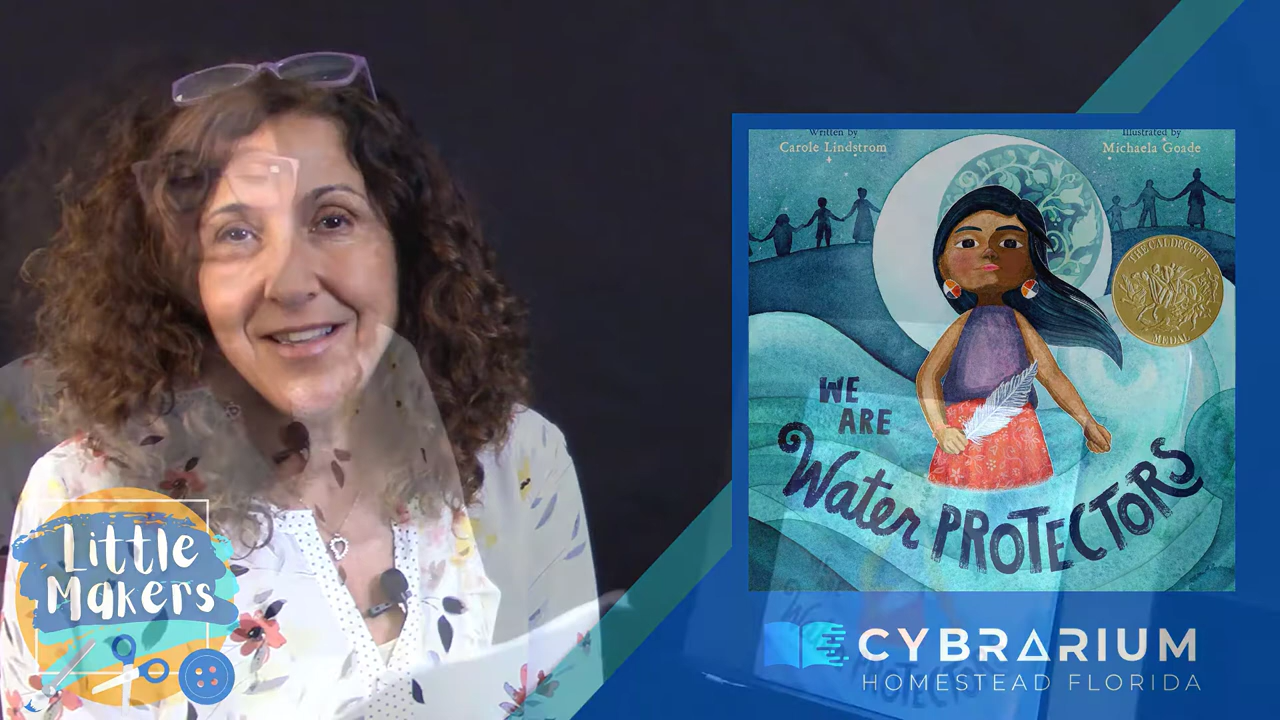 Little
Makers
Written by
Carole Lindstrom
Illustrated by
Michaela Goade
THE CALDECOTT
MEDAL
WE
ARE
Water PROTECTORS
CYBRARIUM
HOMESTEAD FLORIDA